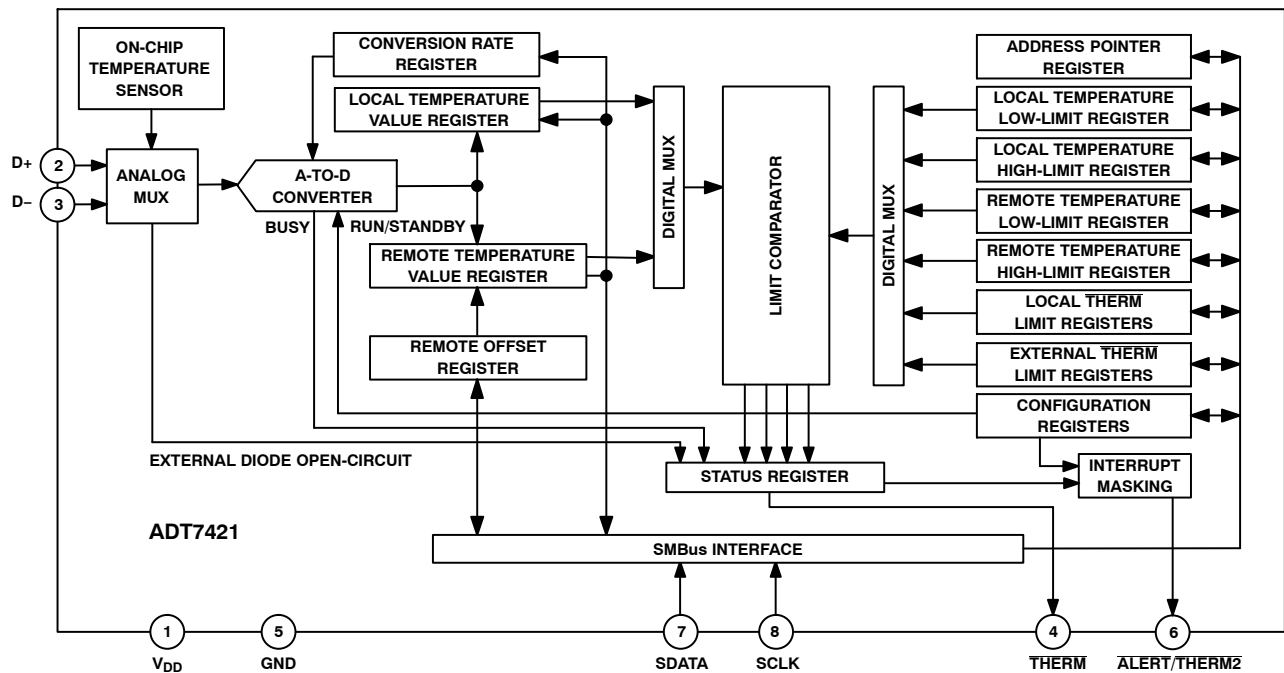 ON-CHIP
TEMPERATURE
SENSOR
CONVERSION RATE
REGISTER
LOCAL TEMPERATURE
VALUE REGISTER
D+
2
D–
3
ANALOG
MUX
A-TO-D
CONVERTER
BUSY
RUN/STANDBY
REMOTE TEMPERATURE
VALUE REGISTER
REMOTE OFFSET
REGISTER
DIGITAL MUX
LIMIT COMPARATOR
DIGITAL MUX
ADDRESS POINTER
REGISTER
LOCAL TEMPERATURE
LOW-LIMIT REGISTER
LOCAL TEMPERATURE
HIGH-LIMIT REGISTER
REMOTE TEMPERATURE
LOW-LIMIT REGISTER
REMOTE TEMPERATURE
HIGH-LIMIT REGISTER
LOCAL THERM
LIMIT REGISTERS
EXTERNAL THERM
LIMIT REGISTERS
CONFIGURATION
REGISTERS
EXTERNAL DIODE OPEN-CIRCUIT
STATUS REGISTER
INTERRUPT
MASKING
ADT7421
SMBus INTERFACE
1
5
7
8
4
6
VDD
GND
SDATA
SCLK
THERM
ALERT/THERM2